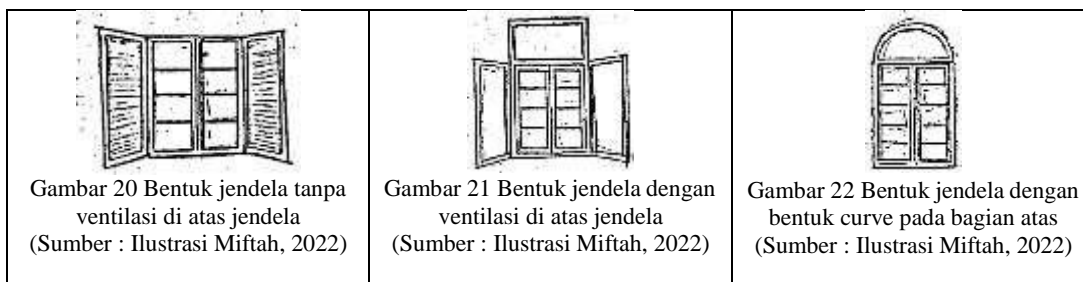 Gambar 20 Bentuk jendela tanpa
ventilasi di atas jendela
(Sumber : Ilustrasi Miftah, 2022)
Gambar 21 Bentuk jendela dengan
ventilasi di atas jendela
(Sumber : Ilustrasi Miftah, 2022)
Gambar 22 Bentuk jendela dengan
bentuk curve pada bagian atas
(Sumber : Ilustrasi Miftah, 2022)